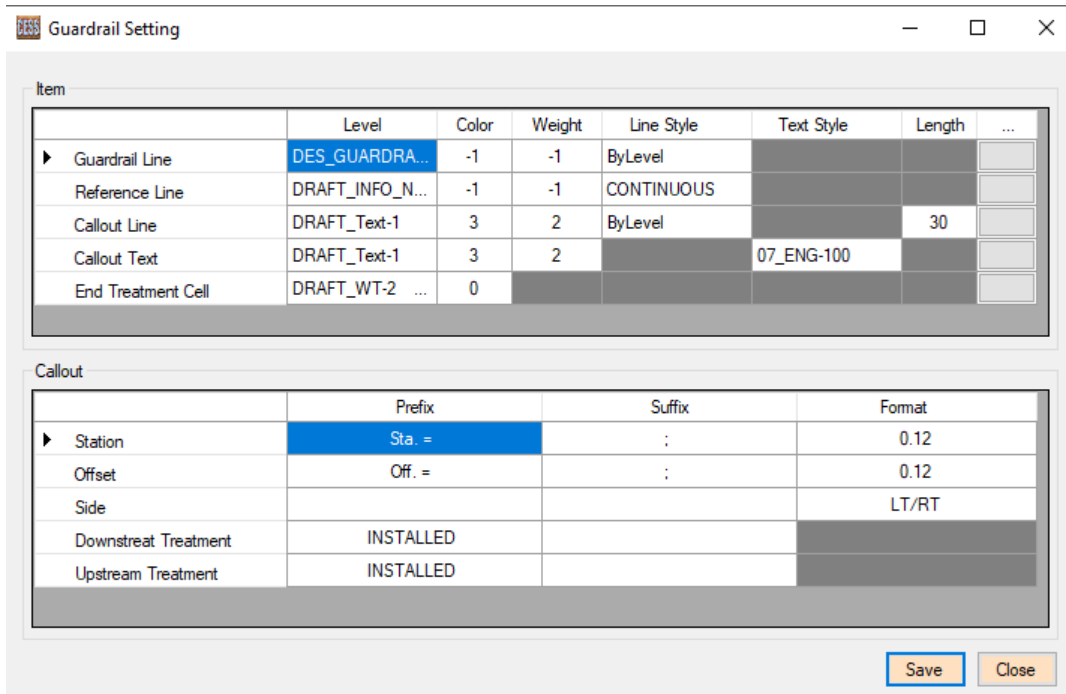 CESS Guardrail Setting
Item
Level Color Weight Line Style Text Style Length ...
Guardrail Line DES_GUARDRA... -1 -1 ByLevel
Reference Line DRAFT_INFO_N... -1 -1 CONTINUOUS
Callout Line DRAFT_Text-1 3 2 ByLevel 30
Callout Text DRAFT_Text-1 3 2 07_ENG-100
End Treatment Cell DRAFT_WT-2 ... 0
Callout
Prefix Suffix Format
Station Sta. = ; 0.12
Offset Off. = ; 0.12
Side LT/RT
Downstreat Treatment INSTALLED
Upstream Treatment INSTALLED
Save Close